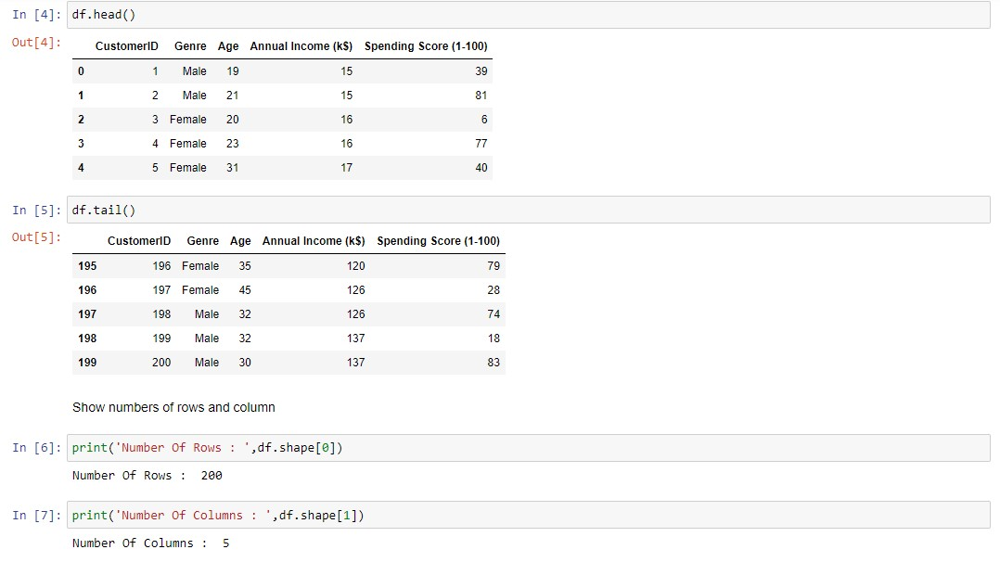 In [4]: df.head()
Out[4]:
CustomerID Genre Age Annual Income (k$) Spending Score (1-100)
0 1 Male 19 15 39
1 2 Male 21 15 81
2 3 Female 20 16 6
3 4 Female 23 16 77
4 5 Female 31 17 40
In [5]: df.tail()
Out[5]:
CustomerID Genre Age Annual Income (k$) Spending Score (1-100)
195 196 Female 35 120 79
196 197 Female 45 126 28
197 198 Male 32 126 74
198 199 Male 32 137 18
199 200 Male 30 137 83
Show numbers of rows and column
In [6]: print('Number Of Rows : ',df.shape[0])
Number Of Rows :  200
In [7]: print('Number Of Columns : ',df.shape[1])
Number Of Columns :  5